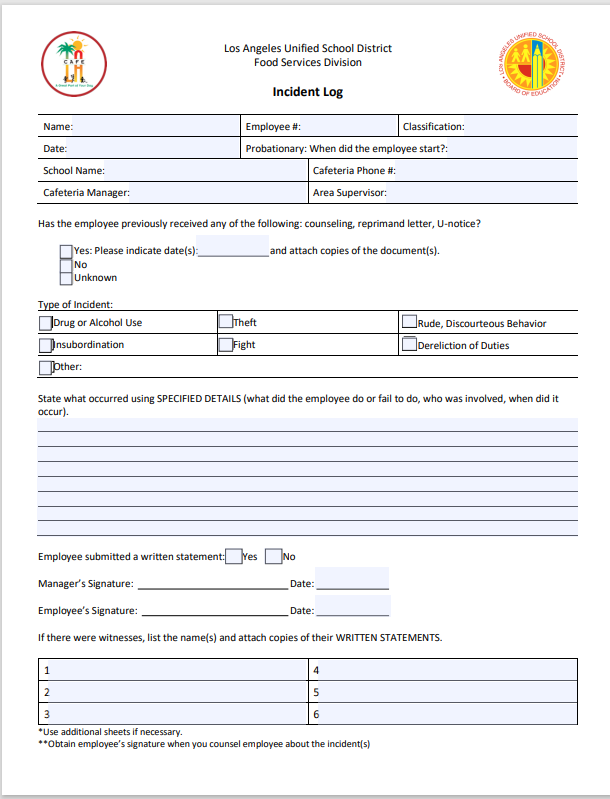 CAFE
LOS ANGELES UNIFIED SCHOOL DISTRICT
BOARD OF EDUCATION
Los Angeles Unified School District
Food Services Division
Incident Log
Name: Employee #: Classification:
Date: Probationary: When did the employee start?:
School Name: Cafeteria Phone #:
Cafeteria Manager: Area Supervisor:
Has the employee previously received any of the following: counseling, reprimand letter, U-notice?
Yes: Please indicate date(s):_____________ and attach copies of the document(s).
No
Unknown
Type of Incident:
Drug or Alcohol Use Theft Rude, Discourteous Behavior
Insubordination Fight Dereliction of Duties
Other:
State what occurred using SPECIFIED DETAILS (what did the employee do or fail to do, who was involved, when did it
occur).
Employee submitted a written statement: Yes No
Manager's Signature: ____________________________ Date:
Employee's Signature: ____________________________ Date:
If there were witnesses, list the name(s) and attach copies of their WRITTEN STATEMENTS.
1 4
2 5
3 6
*Use additional sheets if necessary.
**Obtain employee's signature when you counsel employee about the incident(s)